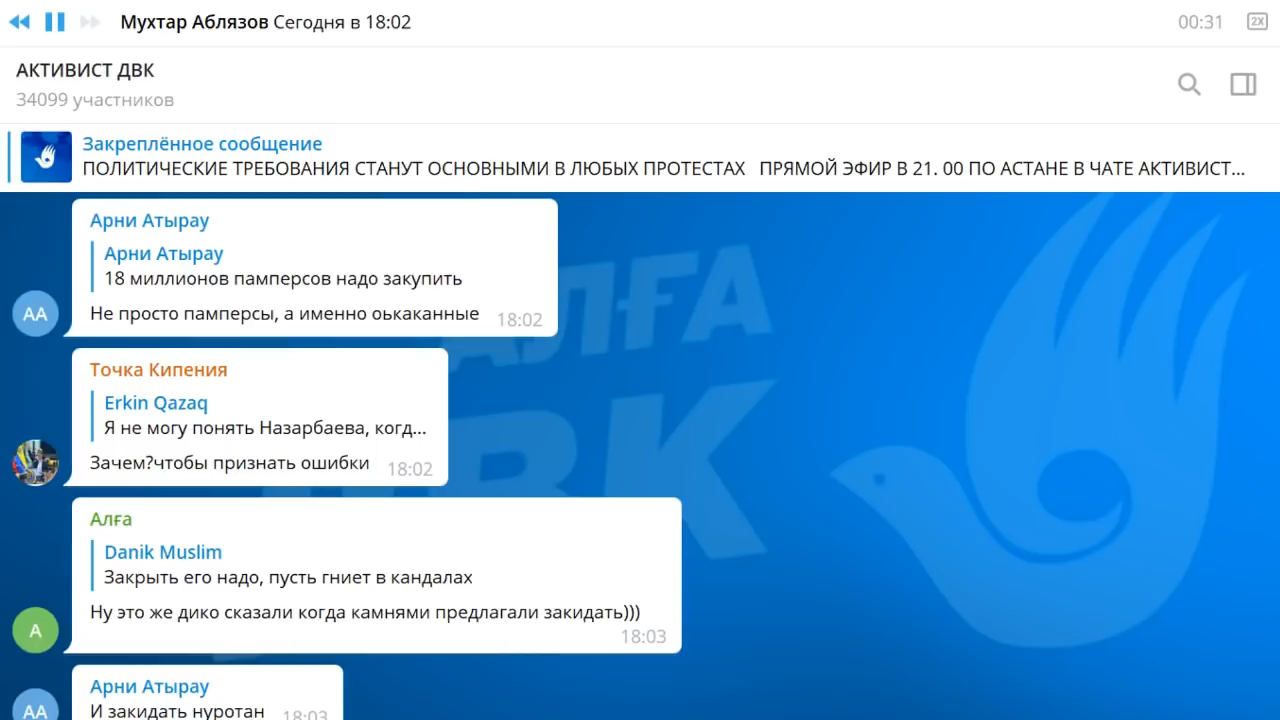 Мухтар Аблязов Сегодня в 18:02
00:31
2X
АКТИВИСТ ДВК
34099 участников
Закреплённое сообщение
ПОЛИТИЧЕСКИЕ ТРЕБОВАНИЯ СТАНУТ ОСНОВНЫМИ В ЛЮБЫХ ПРОТЕСТАХ ПРЯМОЙ ЭФИР В 21. 00 ПО АСТАНЕ В ЧАТЕ АКТИВИСТ...
Арни Атырау
Арни Атырау
18 миллионов памперсов надо закупить
АА
Не просто памперсы, а именно оькаканные 18:02
АЛҒА
ДВК
Точка Кипения
Erkin Qazaq
Я не могу понять Назарбаева, когд...
Зачем?чтобы признать ошибки 18:02
Алға
Danik Muslim
Закрыть его надо, пусть гниет в кандалах
Ну это же дико сказали когда камнями предлагали закидать)))
А
18:03
Арни Атырау
АА
И закидать нуротан 18:03